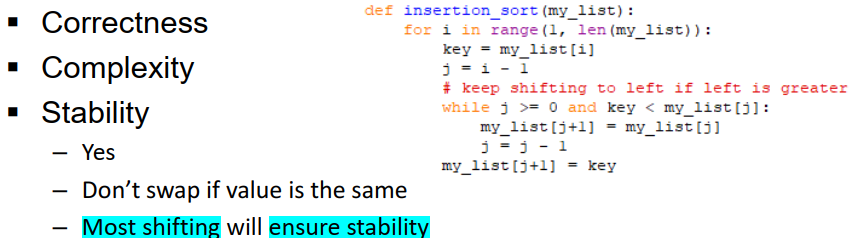 ▪ Correctness
▪ Complexity
▪ Stability
– Yes
– Don’t swap if value is the same
– Most shifting will ensure stability
def insertion_sort(my_list):
    for i in range(1, len(my_list)):
        key = my_list[i]
        j = i - 1
        # keep shifting to left if left is greater
        while j >= 0 and key < my_list[j]:
            my_list[j+1] = my_list[j]
            j = j - 1
        my_list[j+1] = key